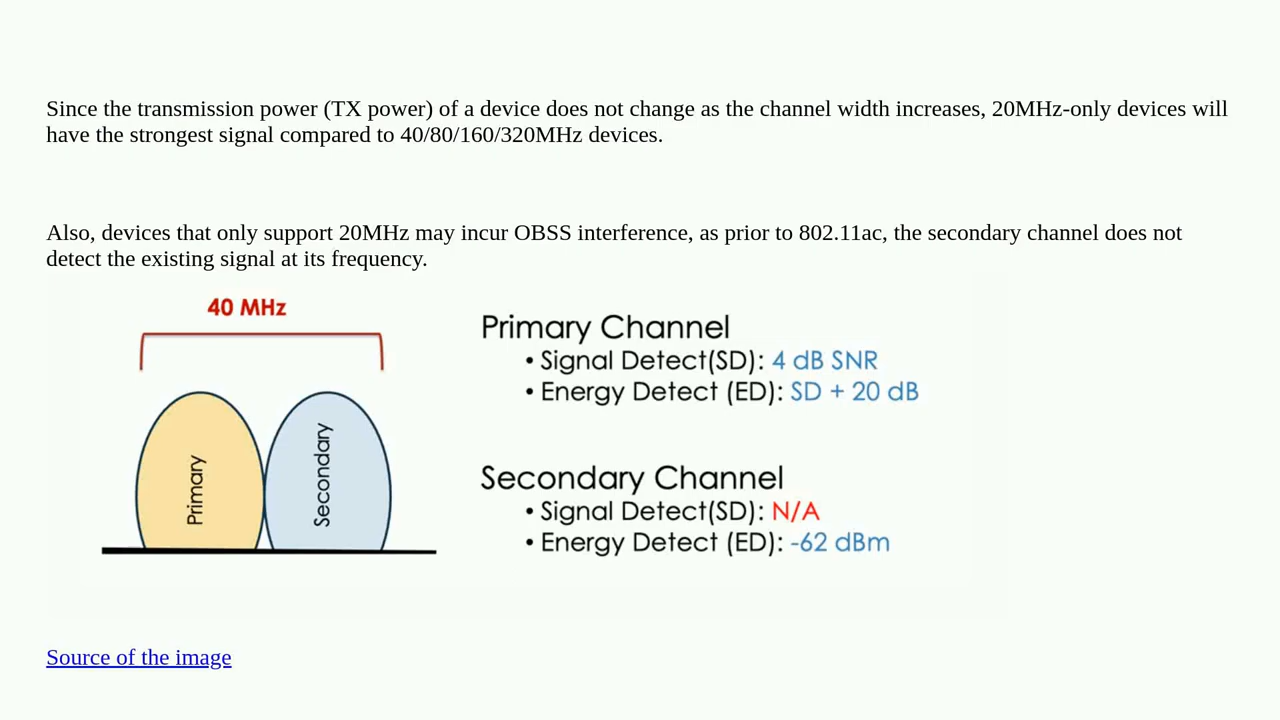 Since the transmission power (TX power) of a device does not change as the channel width increases, 20MHz-only devices will
have the strongest signal compared to 40/80/160/320MHz devices.
Also, devices that only support 20MHz may incur OBSS interference, as prior to 802.11ac, the secondary channel does not
detect the existing signal at its frequency.
40 MHz
Primary
Secondary
Primary Channel
• Signal Detect(SD): 4 dB SNR
• Energy Detect (ED): SD + 20 dB
Secondary Channel
• Signal Detect(SD): N/A
• Energy Detect (ED): -62 dBm
Source of the image